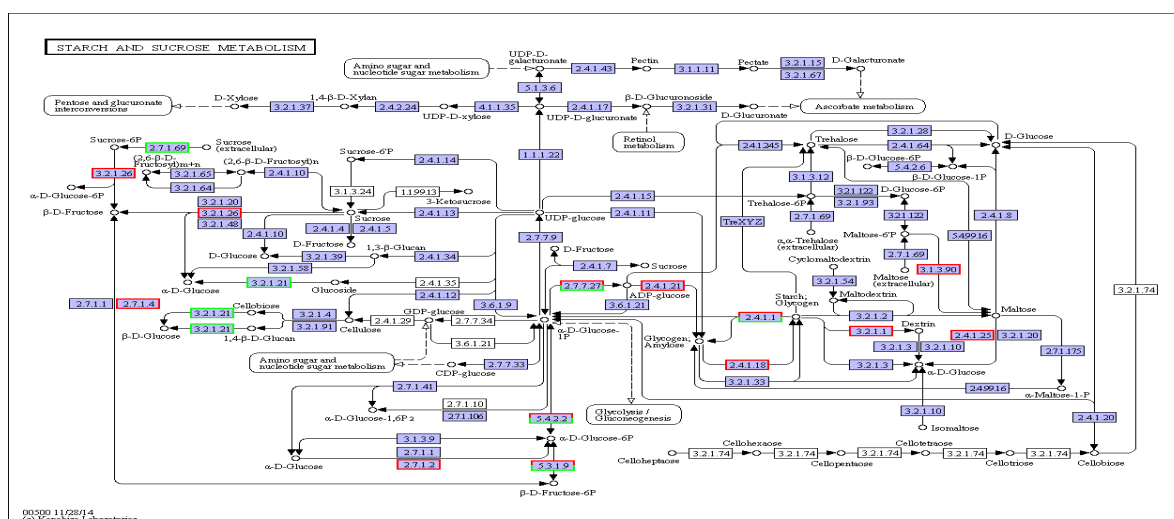 STARCH AND SUCROSE METABOLISM
Amino sugar and
nucleotide sugar metabolism
UDP-D-
galacturonate
2.4.1.43
Pectin
3.1.1.11
Pectate
3.2.1.15
3.2.1.67
D-Galacturonate
5.1.3.6
Pentose and glucuronate
interconversions
D-Xylose
3.2.1.37
1,4-β-D-Xylan
2.4.2.24
UDP-D-xylose
4.1.1.35
2.4.1.17
UDP-D-glucuronate
β-D-Glucuronoside
3.2.1.31
D-Glucuronate
Ascorbate metabolism
Retinol
metabolism
1.1.1.22
Sucrose-6P
2.7.1.69
Sucrose
(extracellular)
3.2.1.26
α-D-Glucose-6P
(2,6-β-D-
Fructosyl)m+n
3.2.1.65
3.2.1.64
(2,6-β-D-Fructosyl)n
2.4.1.10
Sucrose-6'P
2.4.1.14
3.1.3.24
1.1.99.13
3-Ketosucrose
2.4.1.245
Trehalose
3.2.1.28
2.4.1.64
D-Glucose
β-D-Glucose-6P
5.4.2.6
β-D-Glucose-1P
3.1.3.12
Trehalose-6P
3.2.1.122
3.2.1.93
D-Glucose-6P
2.4.1.15
2.4.1.11
2.4.1.8
β-D-Fructose
3.2.1.20
3.2.1.26
3.2.1.48
Sucrose
2.4.1.13
UDP-glucose
2.4.1.4
2.4.1.5
2.4.1.10
D-Fructose
D-Glucose
3.2.1.39
1,3-β-Glucan
2.4.1.34
3.2.1.58
2.7.7.9
TreXYZ
2.7.1.69
α,α-Trehalose
(extracellular)
3.2.1.122
Maltose-6'P
2.7.1.69
Maltose
(extracellular)
3.1.3.90
5.4.99.16
D-Fructose
2.4.1.7
Sucrose
α-D-Glucose
3.2.1.21
Glucoside
2.4.1.35
2.4.1.12
3.6.1.9
2.7.7.27
2.4.1.21
ADP-glucose
3.6.1.21
Cyclomaltodextrin
3.2.1.54
Maltodextrin
3.2.1.74
2.7.1.1
2.7.1.4
Cellobiose
3.2.1.21
3.2.1.21
β-D-Glucose
1,4-β-D-Glucan
3.2.1.4
3.2.1.91
Cellulose
2.4.1.29
GDP-glucose
2.7.7.34
3.6.1.21
α-D-Glucose-
1P
Starch;
Glycogen
2.4.1.1
Glycogen;
Amylose
2.4.1.18
3.2.1.33
3.2.1.2
Maltose
3.2.1.1
Dextrin
3.2.1.3
3.2.1.10
3.2.1.3
α-D-Glucose
2.4.1.25
3.2.1.20
2.7.1.175
2.4.99.16
α-Maltose-1-P
Amino sugar and
nucleotide sugar metabolism
CDP-glucose
2.7.7.33
2.7.1.41
α-D-Glucose-1,6P2
2.7.1.10
2.7.1.106
5.4.2.2
Glycolysis /
Gluconeogenesis
3.2.1.10
Isomaltose
2.4.1.20
3.1.3.9
2.7.1.1
2.7.1.2
α-D-Glucose
α-D-Glucose-6P
5.3.1.9
β-D-Fructose-6P
Celloheptaose
3.2.1.74
Cellohexaose
3.2.1.74
Cellopentaose
3.2.1.74
Cellotetraose
3.2.1.74
Cellotriose
3.2.1.74
Cellobiose
00500 11/28/14